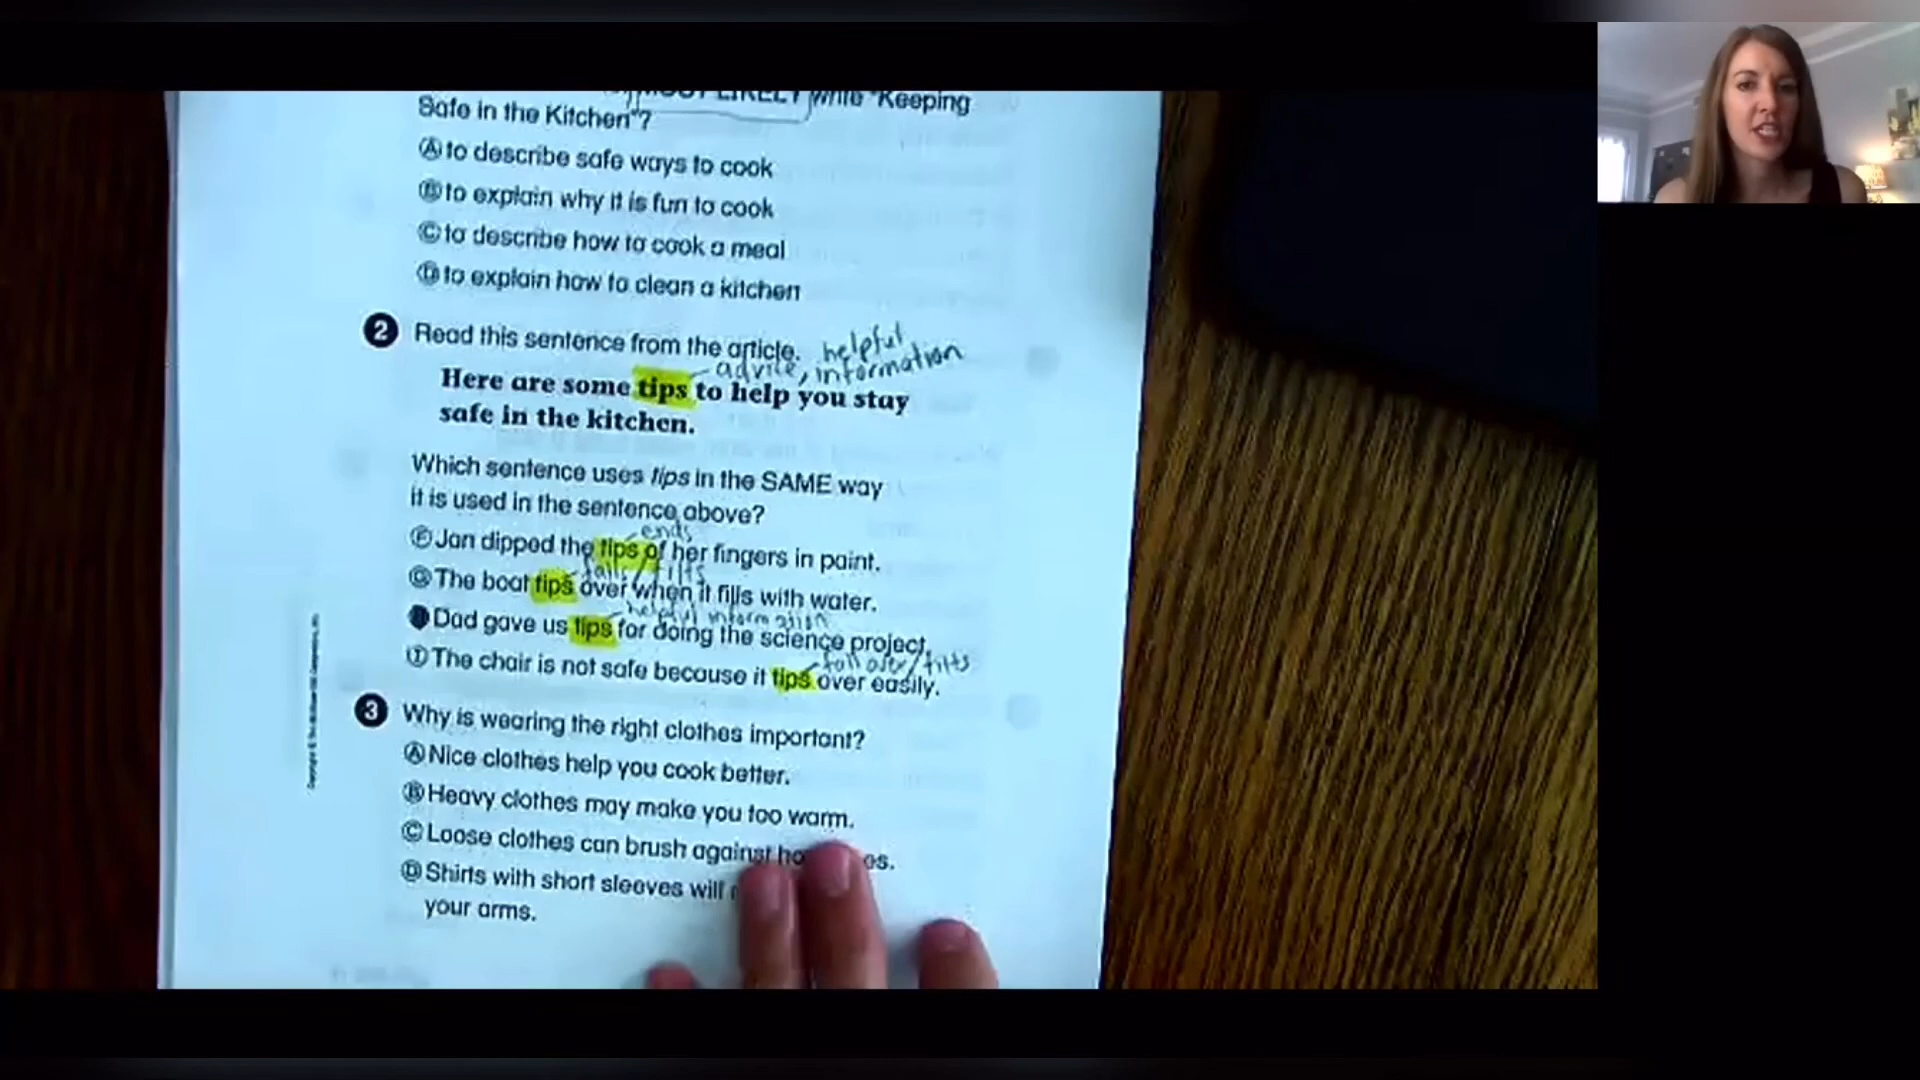 MOST LIKELY write "Keeping
Safe in the Kitchen"?
Ⓐ to describe safe ways to cook
Ⓑ to explain why it is fun to cook
Ⓒ to describe how to cook a meal
Ⓓ to explain how to clean a kitchen
2 Read this sentence from the article. helpful
advice, information
Here are some tips to help you stay
safe in the kitchen.
Which sentence uses tips in the SAME way
it is used in the sentence above?
ends
Ⓕ Jan dipped the tips of her fingers in paint.
falls/tilts
Ⓖ The boat tips over when it fills with water.
helpful information
Dad gave us tips for doing the science project.
fall over/tilts
The chair is not safe because it tips over easily.
3 Why is wearing the right clothes important?
Ⓐ Nice clothes help you cook better.
Ⓑ Heavy clothes may make you too warm.
Ⓒ Loose clothes can brush against
Ⓓ Shirts with short sleeves will
your arms.